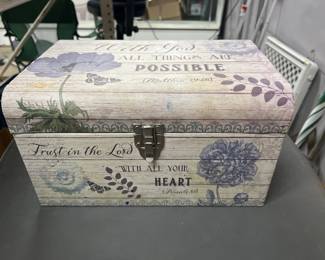 With God
ALL THINGS ARE
POSSIBLE
Trust in the Lord
WITH ALL YOUR
HEART